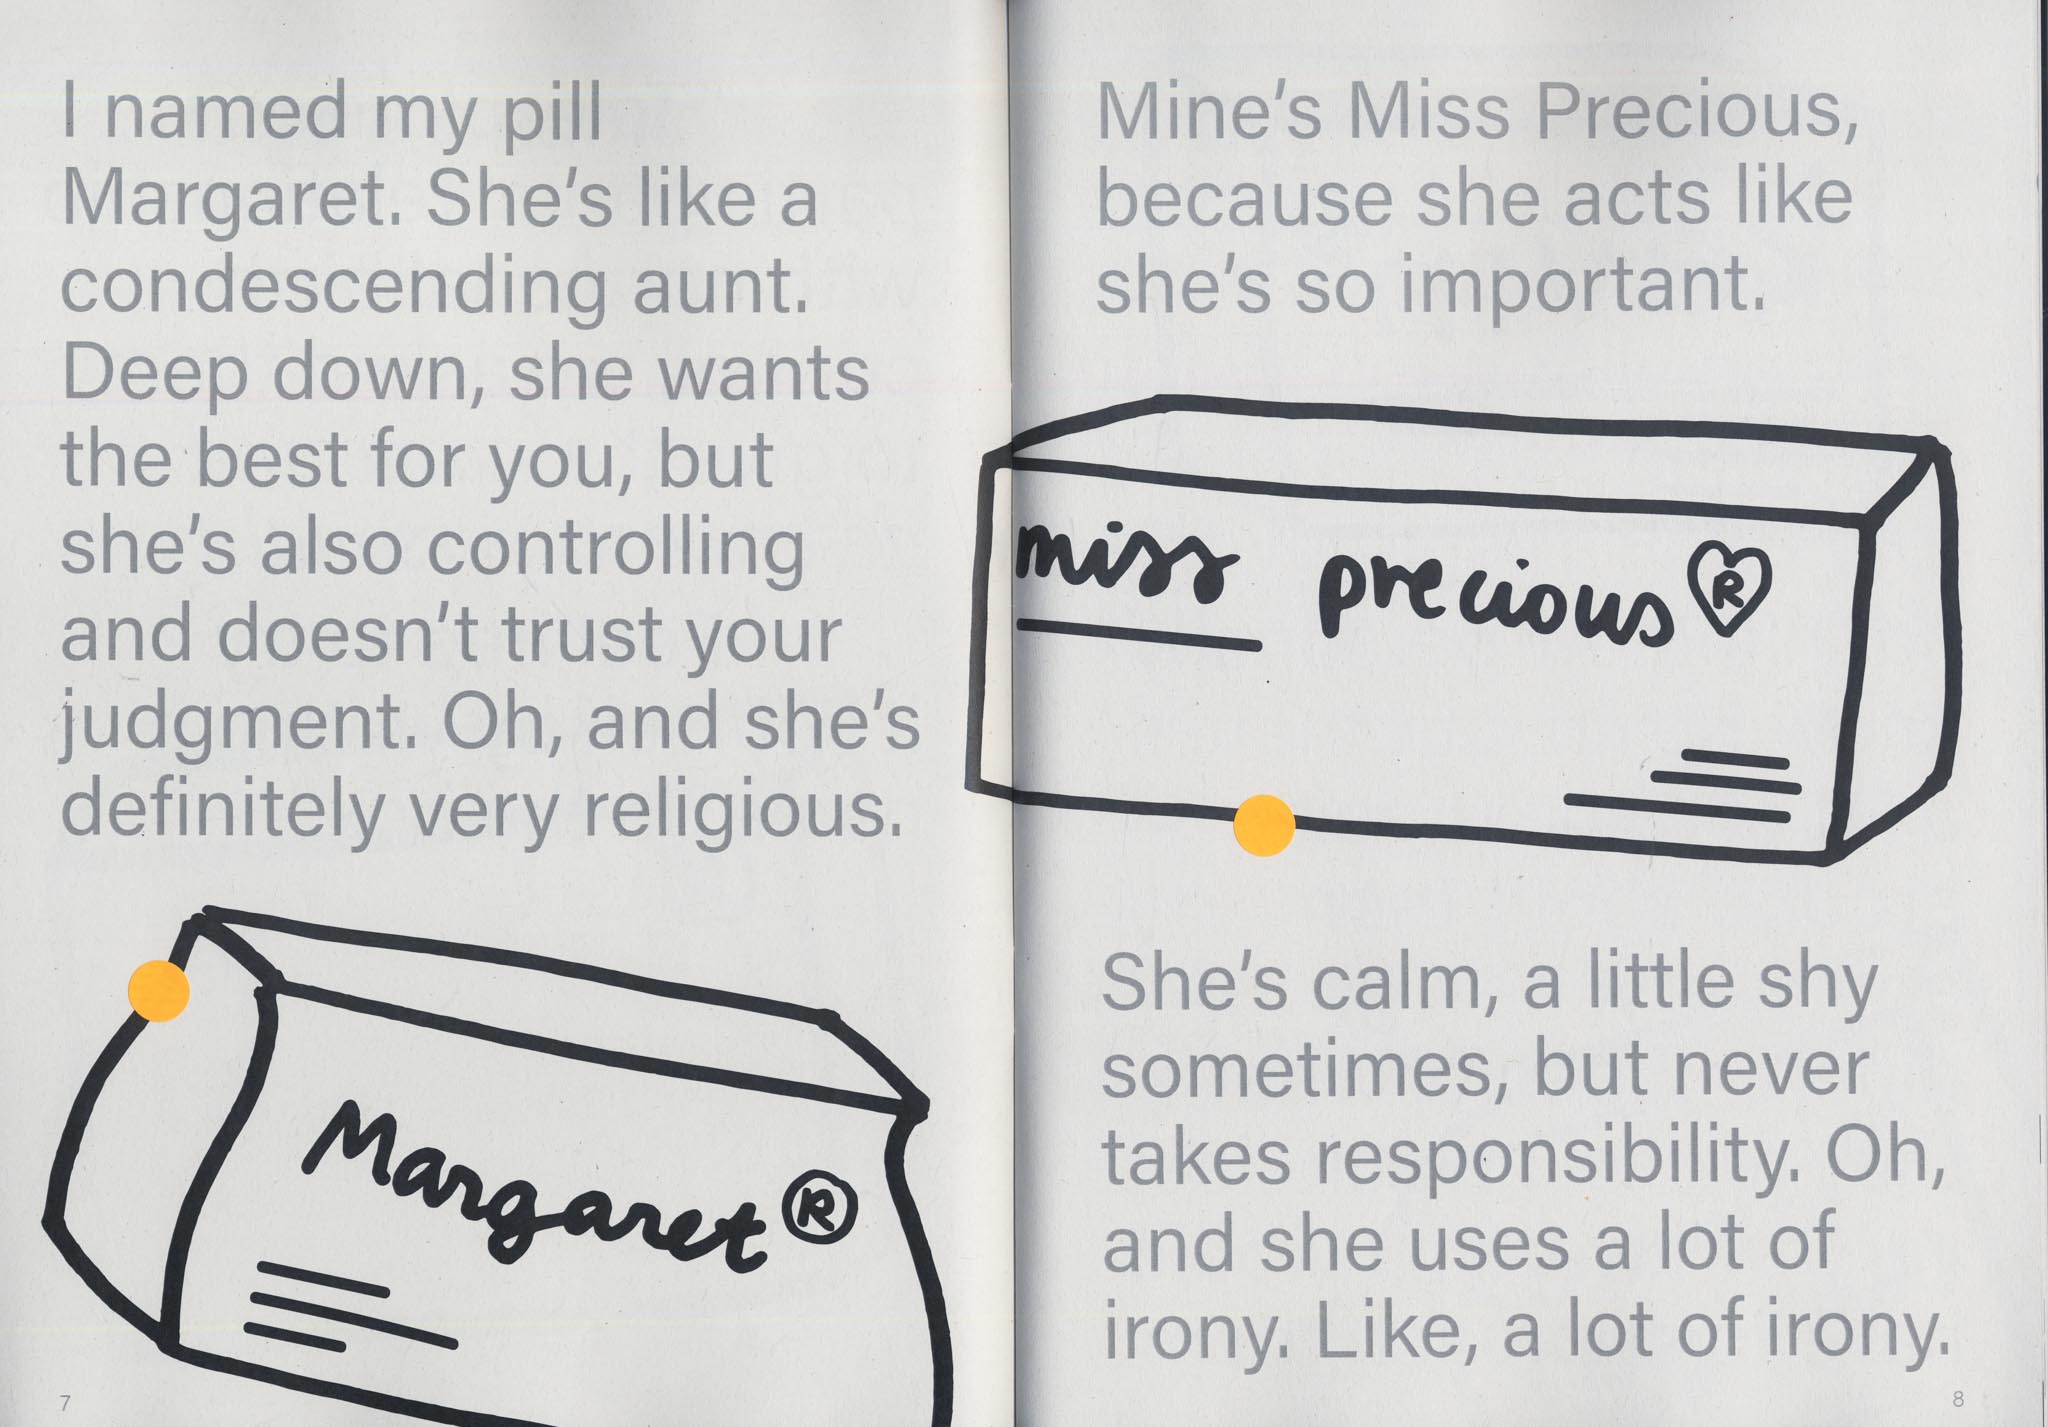 I named my pill
Margaret. She's like a
condescending aunt.
Deep down, she wants
the best for you, but
she's also controlling
and doesn't trust your
judgment. Oh, and she's
definitely very religious.
Margaret®
7
Mine's Miss Precious,
because she acts like
she's so important.
miss precious ®
She's calm, a little shy
sometimes, but never
takes responsibility. Oh,
and she uses a lot of
irony. Like, a lot of irony.
8